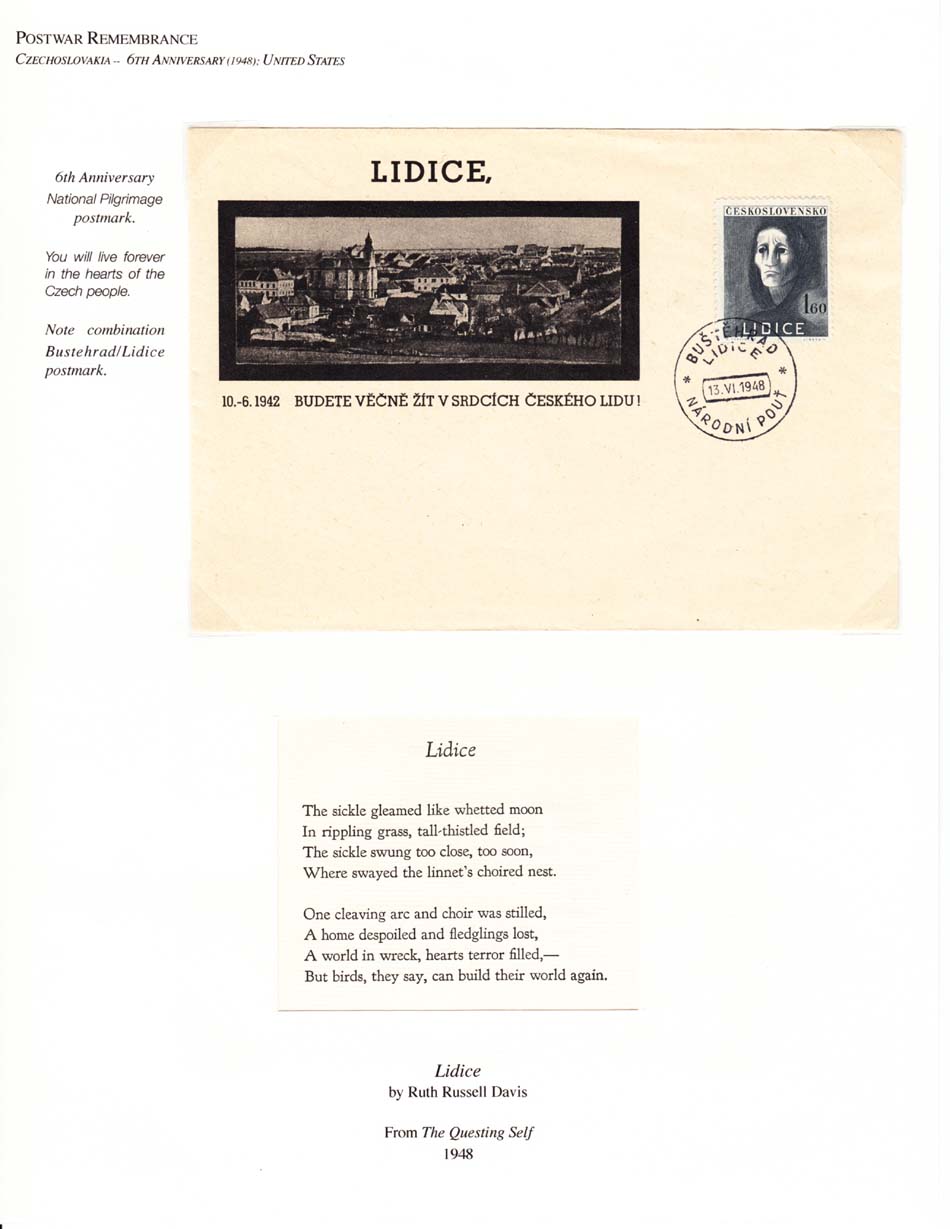 POSTWAR REMEMBRANCE
CZECHOSLOVAKIA -- 6TH ANNIVERSARY (1948); UNITED STATES
6th Anniversary
National Pilgrimage
postmark.
You will live forever
in the hearts of the
Czech people.
Note combination
Bustehrad/Lidice
postmark.
LIDICE,
10.-6.1942 BUDETE VĚČNĚ ŽÍT V SRDCÍCH ČESKÉHO LIDU!
ČESKOSLOVENSKO
1.60
LIDICE
BUŠTĚHRAD
LIDICE
13.VI.1948
* NÁRODNÍ POUŤ *
Lidice
The sickle gleamed like whetted moon
In rippling grass, tall-thistled field;
The sickle swung too close, too soon,
Where swayed the linnet's choired nest.
One cleaving arc and choir was stilled,
A home despoiled and fledglings lost,
A world in wreck, hearts terror filled,—
But birds, they say, can build their world again.
Lidice
by Ruth Russell Davis
From The Questing Self
1948